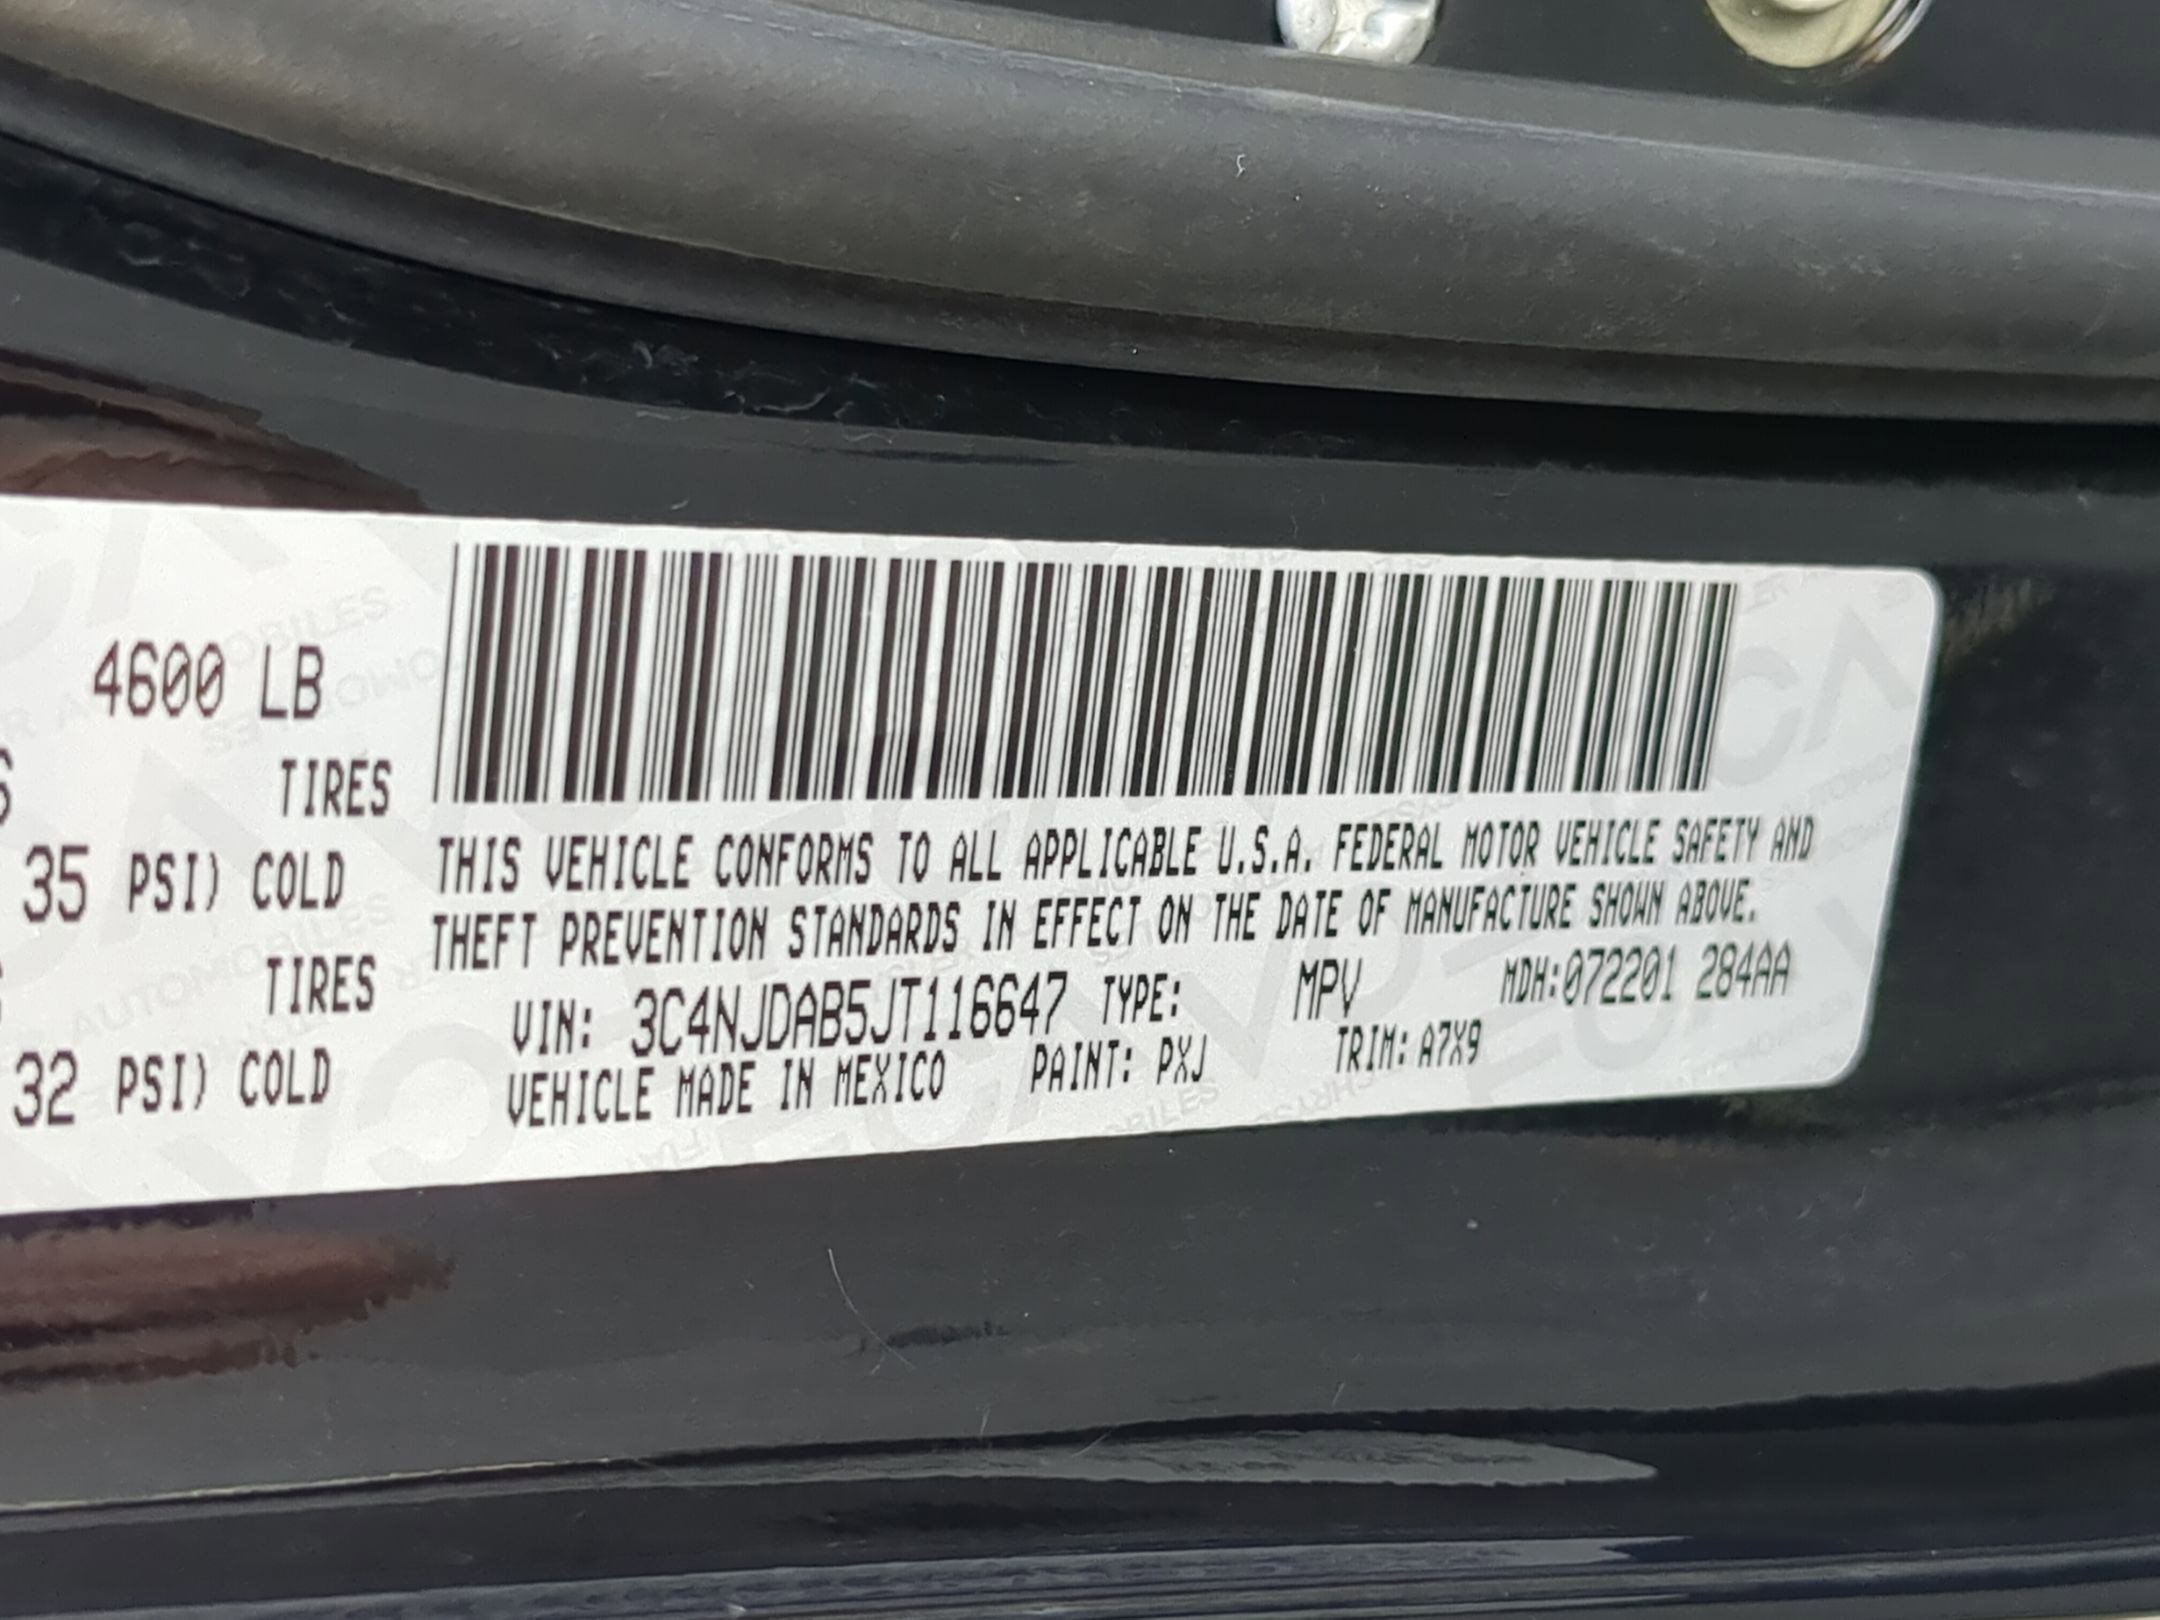 4600 LB
TIRES
35 PSI) COLD
TIRES
32 PSI) COLD
THIS VEHICLE CONFORMS TO ALL APPLICABLE U.S.A. FEDERAL MOTOR VEHICLE SAFETY AND
THEFT PREVENTION STANDARDS IN EFFECT ON THE DATE OF MANUFACTURE SHOWN ABOVE.
VIN: 3C4NJDAB5JT116647 TYPE: MPV MDH:072201 284AA
VEHICLE MADE IN MEXICO PAINT: PXJ TRIM: A7X9